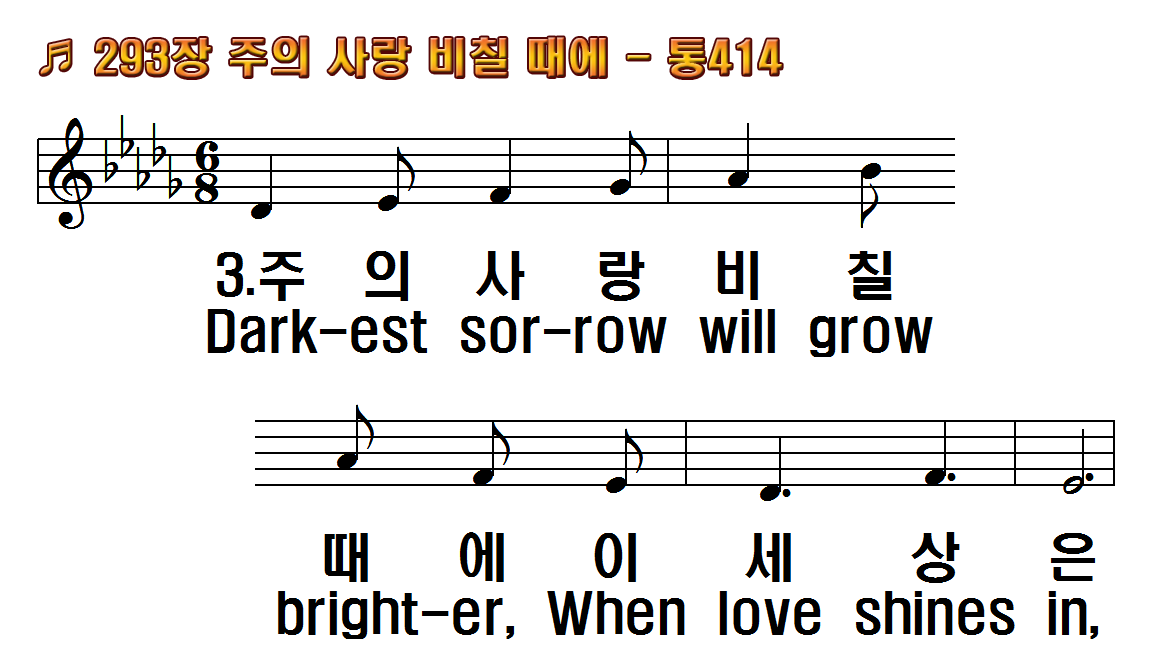 ♬ 293장 주의 사랑 비칠 때에 - 통414
6
8
3.주 의 사 랑 비 칠
Dark-est sor-row will grow
때 에 이 세 상 은
bright-er, When love shines in,